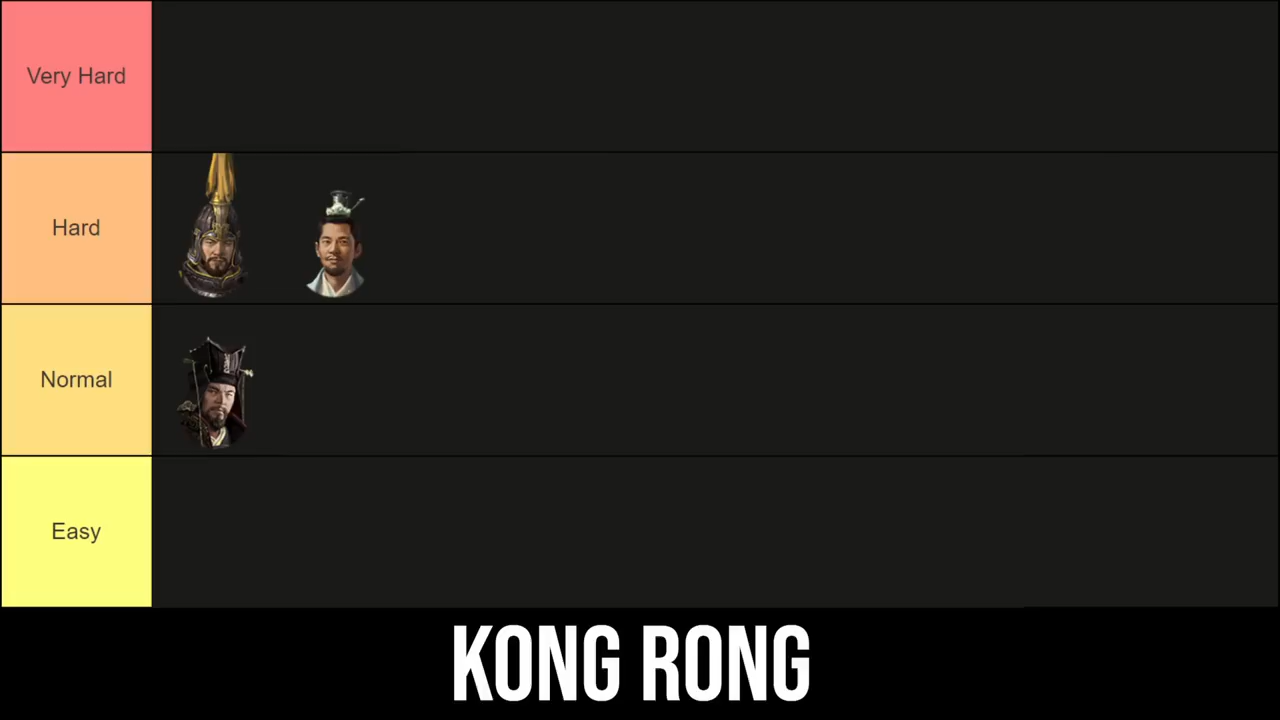 Very Hard
Hard
Normal
Easy
KONG RONG